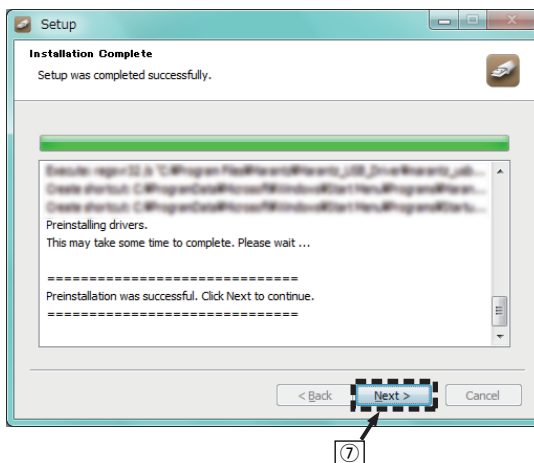 Setup
Installation Complete
Setup was completed successfully.
Preinstalling drivers.
This may take some time to complete. Please wait ...
===============================
Preinstallation was successful. Click Next to continue.
===============================
< Back
Next >
Cancel
⑦